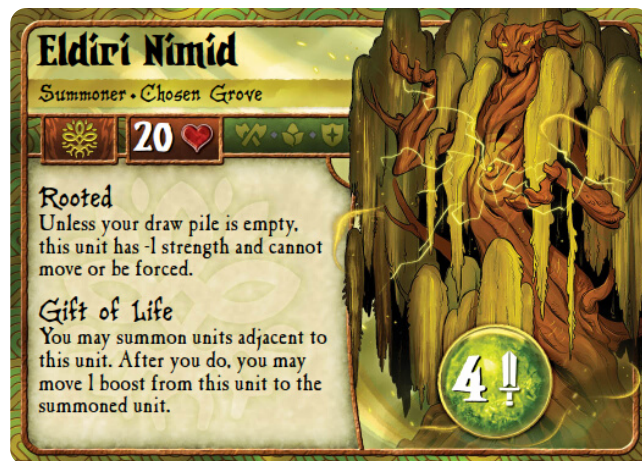 Eldiri Nimid
Summoner • Chosen Grove
20
Rooted
Unless your draw pile is empty,
this unit has -1 strength and cannot
move or be forced.
Gift of Life
You may summon units adjacent to
this unit. After you do, you may
move 1 boost from this unit to the
summoned unit.
4